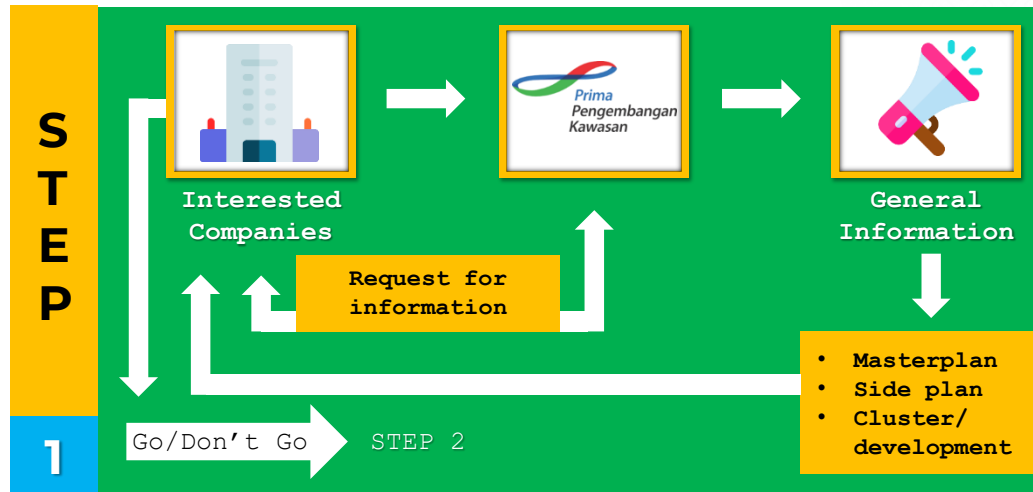 STEP
1
Prima
Pengembangan
Kawasan
Interested
Companies
General
Information
Request for
information
• Masterplan
• Side plan
• Cluster/
development
Go/Don’t Go
STEP 2